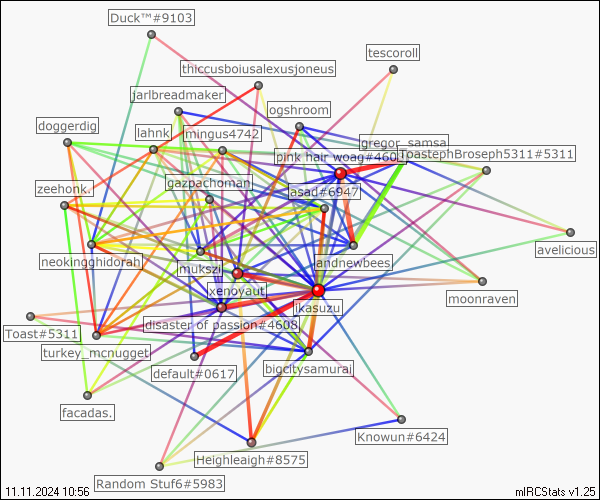 Duck™#9103
tescoroll
thiccusboiusalexusjoneus
jarlbreadmaker
ogshroom
doggerdig
lahnk
mingus4742
gregor_samsa
pink hair woag#460
ToastephBroseph5311#5311
gazpachoman
asad#6947
zeehonk.
avelicious
neokingghidorah
mukszi
andnewbees
xenovaut
moonraven
jkasuzu
Toast#5311
disaster of passion#4608
turkey_mcnugget
default#0617
bigcitysamurai
facadas.
Knowun#6424
Heighleaigh#8575
Random Stuf6#5983
11.11.2024 10:56
mIRCStats v1.25